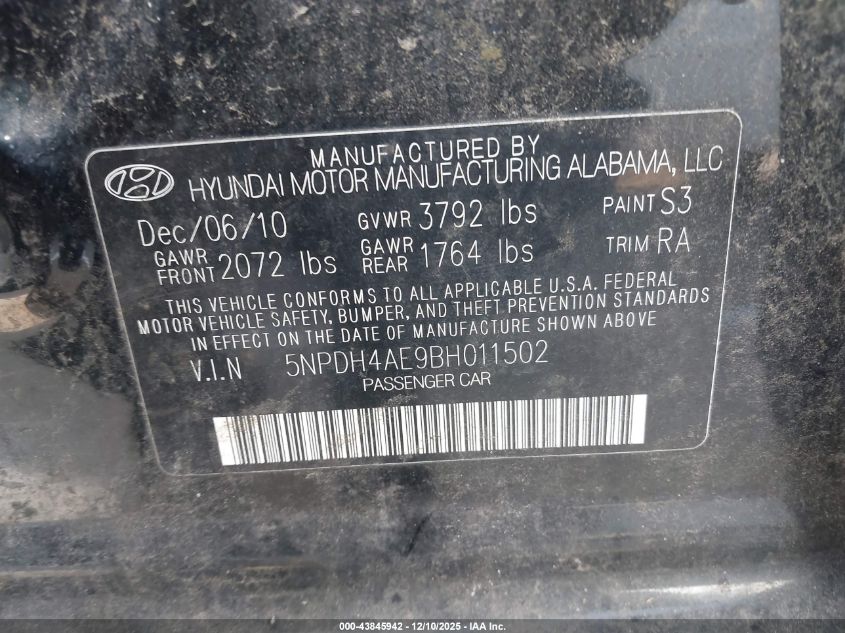 MANUFACTURED BY
HYUNDAI MOTOR MANUFACTURING ALABAMA, LLC
Dec/06/10 GVWR 3792 lbs PAINT S3
GAWR FRONT 2072 lbs GAWR REAR 1764 lbs TRIM RA
THIS VEHICLE CONFORMS TO ALL APPLICABLE U.S.A. FEDERAL
MOTOR VEHICLE SAFETY, BUMPER, AND THEFT PREVENTION STANDARDS
IN EFFECT ON THE DATE OF MANUFACTURE SHOWN ABOVE
V.I.N 5NPDH4AE9BH011502
PASSENGER CAR
000-43845942 - 12/10/2025 - IAA Inc.